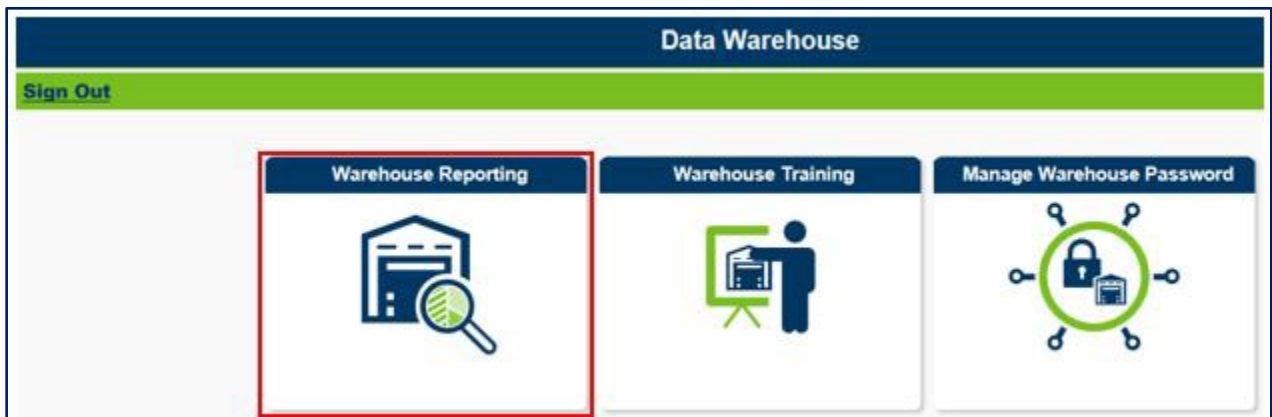 Data Warehouse
Sign Out
Warehouse Reporting
Warehouse Training
Manage Warehouse Password